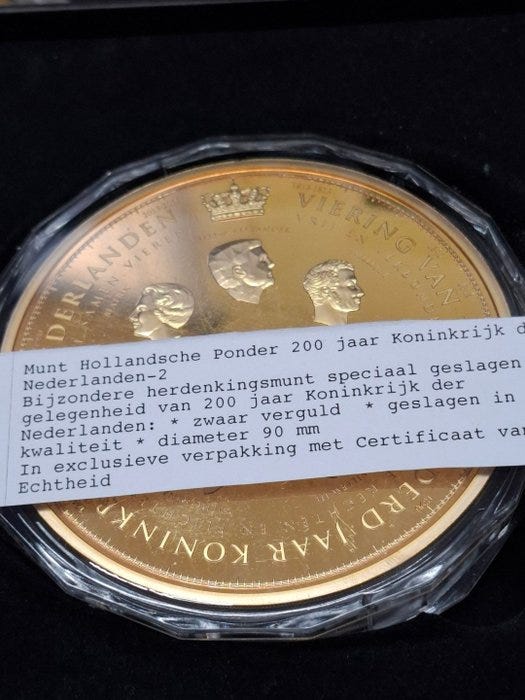 Munt Hollandsche Ponder 200 jaar Koninkrijk d
Nederlanden-2
Bijzondere herdenkingsmunt speciaal geslagen
gelegenheid van 200 jaar Koninkrijk der
Nederlanden: * zwaar verguld * geslagen in
kwaliteit * diameter 90 mm
In exclusieve verpakking met Certificaat van
Echtheid
DERLANDEN
VIERING VAN
DERD JAAR KONINKR